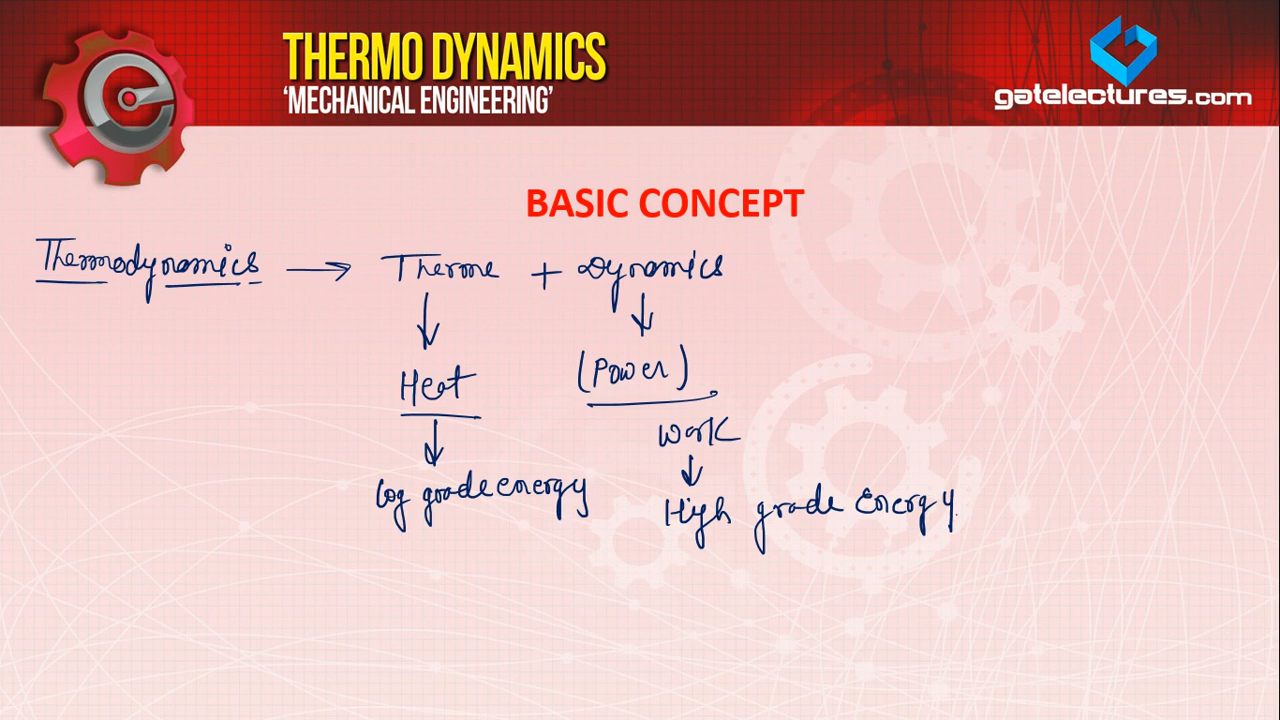 THERMO DYNAMICS
'MECHANICAL ENGINEERING'
gatelectures.com
BASIC CONCEPT
Thermodynamics → Therme + Dynamics
↓ ↓
Heat (Power)
↓ Work
↓
Log grade energy High grade Energy.